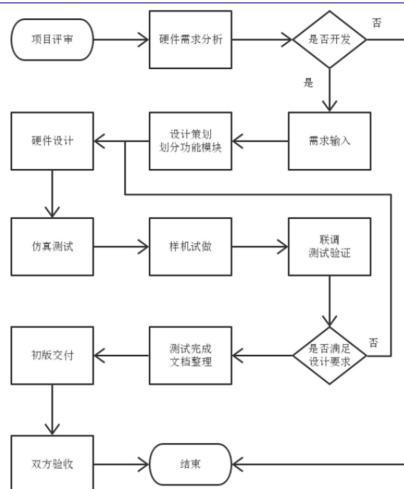 项目评审
硬件需求分析
是否开发
否
是
硬件设计
设计策划
划分功能模块
需求输入
仿真测试
样机试做
联调
测试验证
初版交付
测试完成
文档整理
是否满足
设计要求
否
双方验收
结束